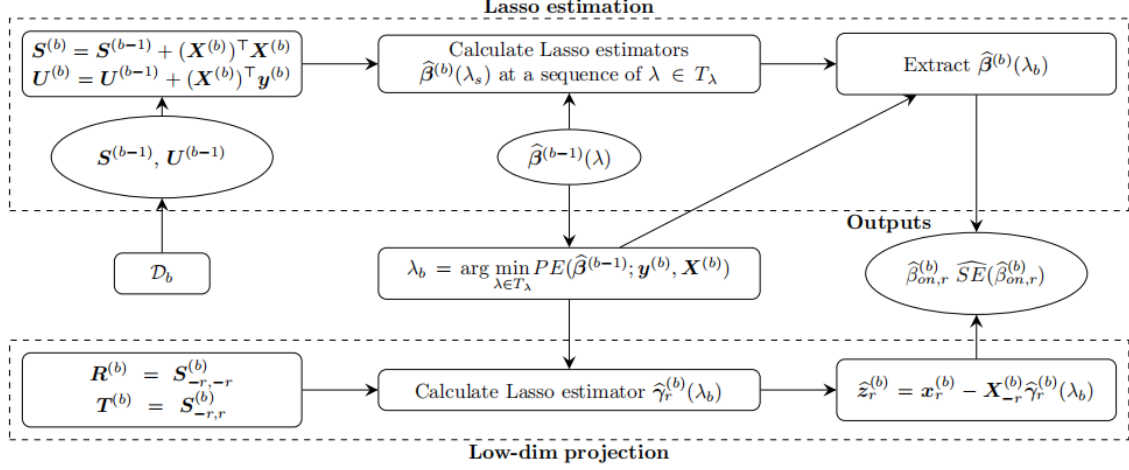 Lasso estimation
S^(b) = S^(b−1) + (X^(b))^⊤ X^(b)
U^(b) = U^(b−1) + (X^(b))^⊤ y^(b)
Calculate Lasso estimators
β̂^(b)(λ_s) at a sequence of λ ∈ T_λ
Extract β̂^(b)(λ_b)
S^(b−1), U^(b−1)
β̂^(b−1)(λ)
Outputs
D_b
λ_b = arg min_{λ∈T_λ} PE(β̂^(b−1); y^(b), X^(b))
β̂_{on,r}^(b) ŜE(β̂_{on,r}^(b))
R^(b) = S_{−r,−r}^(b)
T^(b) = S_{−r,r}^(b)
Calculate Lasso estimator γ̂_r^(b)(λ_b)
ẑ_r^(b) = x_r^(b) − X_{−r}^(b) γ̂_r^(b)(λ_b)
Low-dim projection